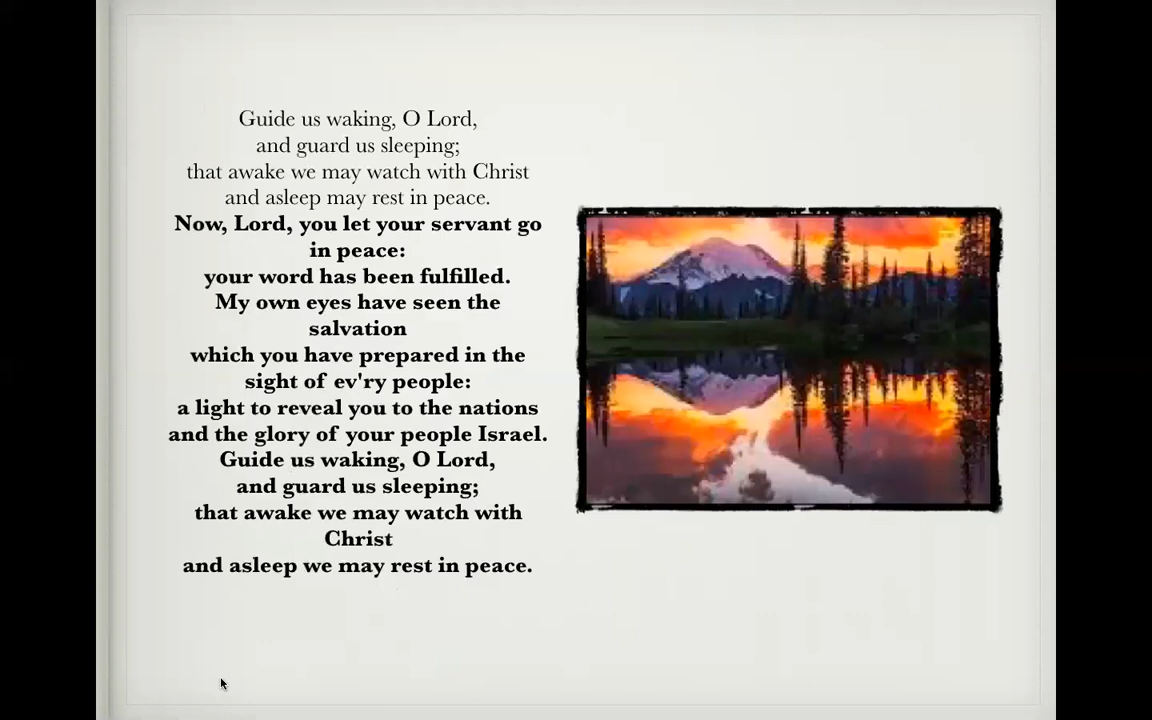 Guide us waking, O Lord,
and guard us sleeping;
that awake we may watch with Christ
and asleep may rest in peace.
Now, Lord, you let your servant go
in peace:
your word has been fulfilled.
My own eyes have seen the
salvation
which you have prepared in the
sight of ev'ry people:
a light to reveal you to the nations
and the glory of your people Israel.
Guide us waking, O Lord,
and guard us sleeping;
that awake we may watch with
Christ
and asleep we may rest in peace.